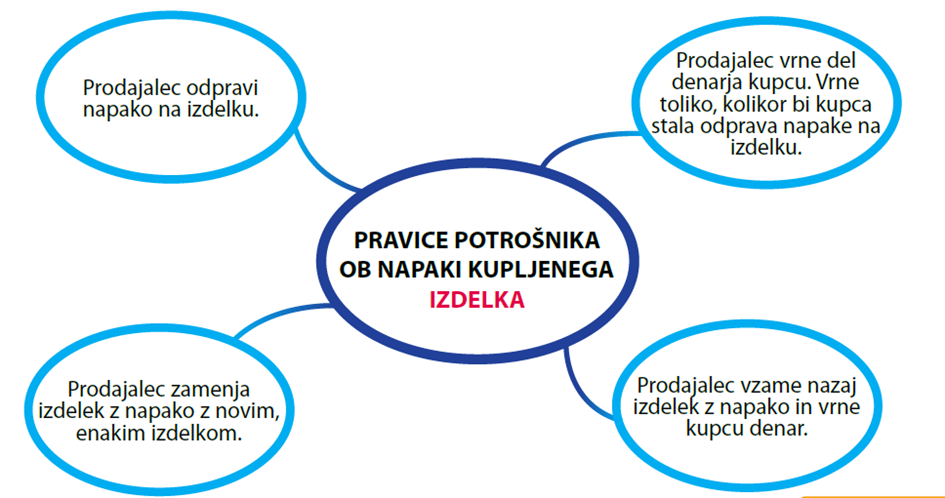 Prodajalec odpravi
napako na izdelku.
Prodajalec vrne del
denarja kupcu. Vrne
toliko, kolikor bi kupca
stala odprava napake na
izdelku.
PRAVICE POTROŠNIKA
OB NAPAKI KUPLJENEGA
IZDELKA
Prodajalec zamenja
izdelek z napako z novim,
enakim izdelkom.
Prodajalec vzame nazaj
izdelek z napako in vrne
kupcu denar.